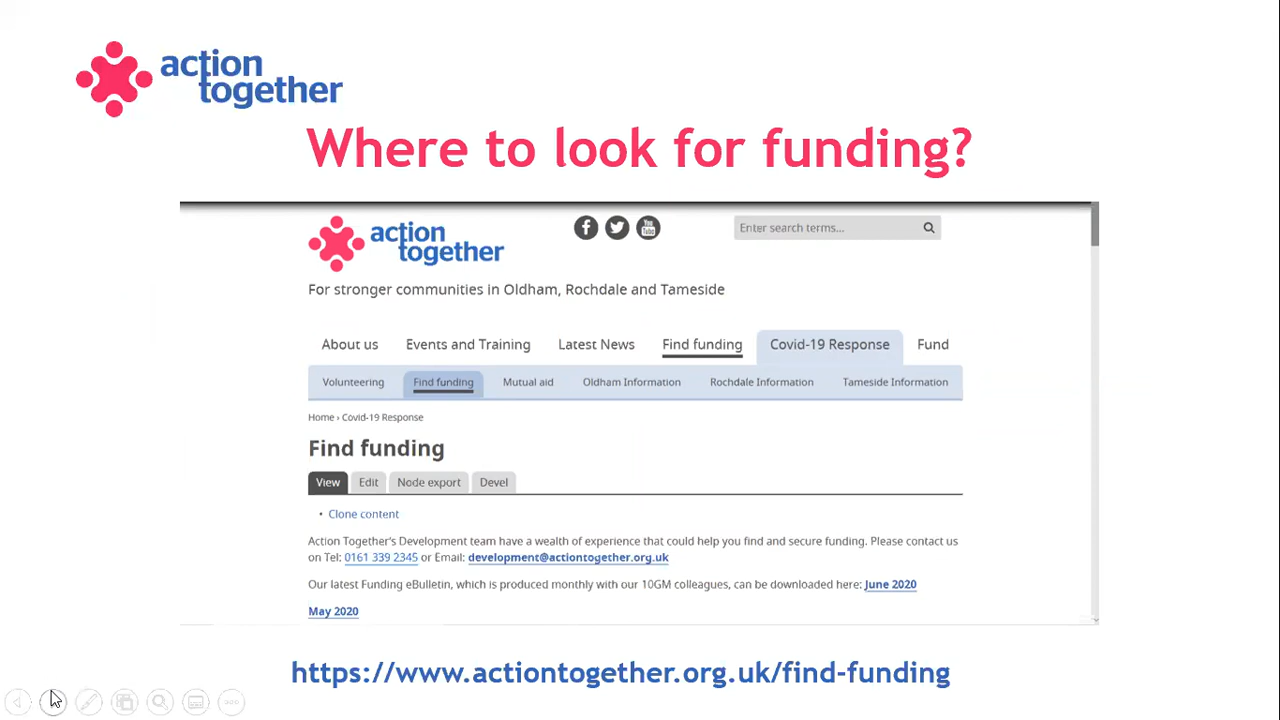 action
together
Where to look for funding?
action
together
f
You
Tube
Enter search terms...
For stronger communities in Oldham, Rochdale and Tameside
About us Events and Training Latest News Find funding Covid-19 Response Fund
Volunteering Find funding Mutual aid Oldham Information Rochdale Information Tameside Information
Home › Covid-19 Response
Find funding
View Edit Node export Devel
• Clone content
Action Together's Development team have a wealth of experience that could help you find and secure funding. Please contact us
on Tel: 0161 339 2345 or Email: development@actiontogether.org.uk
Our latest Funding eBulletin, which is produced monthly with our 10GM colleagues, can be downloaded here: June 2020
May 2020
https://www.actiontogether.org.uk/find-funding